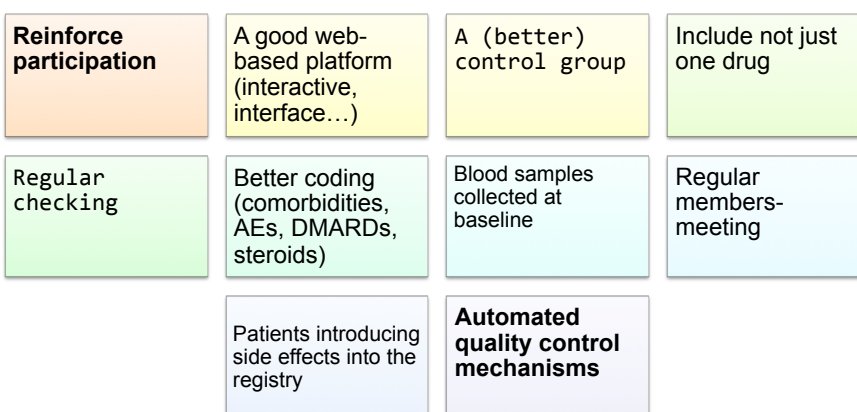 Reinforce
participation
A good web-
based platform
(interactive,
interface…)
A (better)
control group
Include not just
one drug
Regular
checking
Better coding
(comorbidities,
AEs, DMARDs,
steroids)
Blood samples
collected at
baseline
Regular
members-
meeting
Patients introducing
side effects into the
registry
Automated
quality control
mechanisms